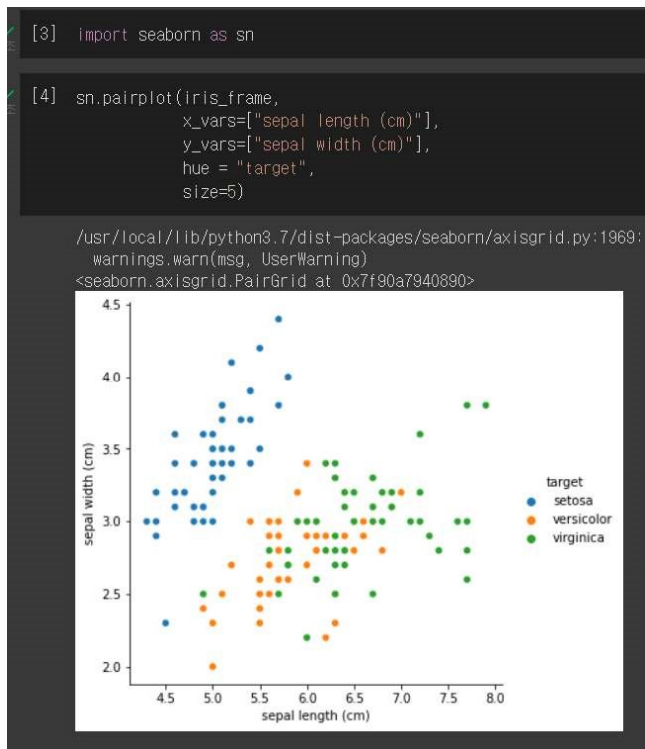 [3] import seaborn as sn
[4] sn.pairplot(iris_frame,
x_vars=["sepal length (cm)"],
y_vars=["sepal width (cm)"],
hue = "target",
size=5)
/usr/local/lib/python3.7/dist-packages/seaborn/axisgrid.py:1969:
warnings.warn(msg, UserWarning)
<seaborn.axisgrid.PairGrid at 0x7f90a7940890>
4.5
4.0
3.5
3.0
2.5
2.0
sepal width (cm)
target
setosa
versicolor
virginica
4.5 5.0 5.5 6.0 6.5 7.0 7.5 8.0
sepal length (cm)